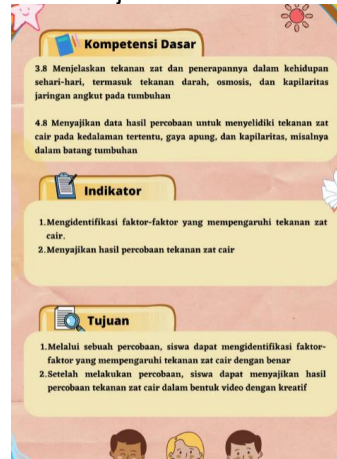 Kompetensi Dasar
3.8 Menjelaskan tekanan zat dan penerapannya dalam kehidupan
sehari-hari, termasuk tekanan darah, osmosis, dan kapilaritas
jaringan angkut pada tumbuhan
4.8 Menyajikan data hasil percobaan untuk menyelidiki tekanan zat
cair pada kedalaman tertentu, gaya apung, dan kapilaritas, misalnya
dalam batang tumbuhan
Indikator
1.Mengidentifikasi faktor-faktor yang mempengaruhi tekanan zat
cair.
2.Menyajikan hasil percobaan tekanan zat cair
Tujuan
1.Melalui sebuah percobaan, siswa dapat mengidentifikasi faktor-
faktor yang mempengaruhi tekanan zat cair dengan benar
2.Setelah melakukan percobaan, siswa dapat menyajikan hasil
percobaan tekanan zat cair dalam bentuk video dengan kreatif